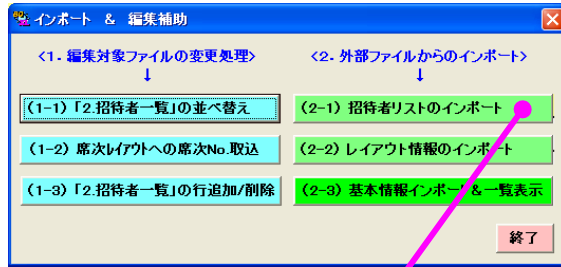 インポート & 編集補助
<1. 編集対象ファイルの変更処理>
↓
(1-1)「2.招待者一覧」の並べ替え
(1-2) 席次レイアウトへの席次No.取込
(1-3)「2.招待者一覧」の行追加/削除
<2. 外部ファイルからのインポート>
↓
(2-1) 招待者リストのインポート
(2-2) レイアウト情報のインポート
(2-3) 基本情報インポート&一覧表示
終了